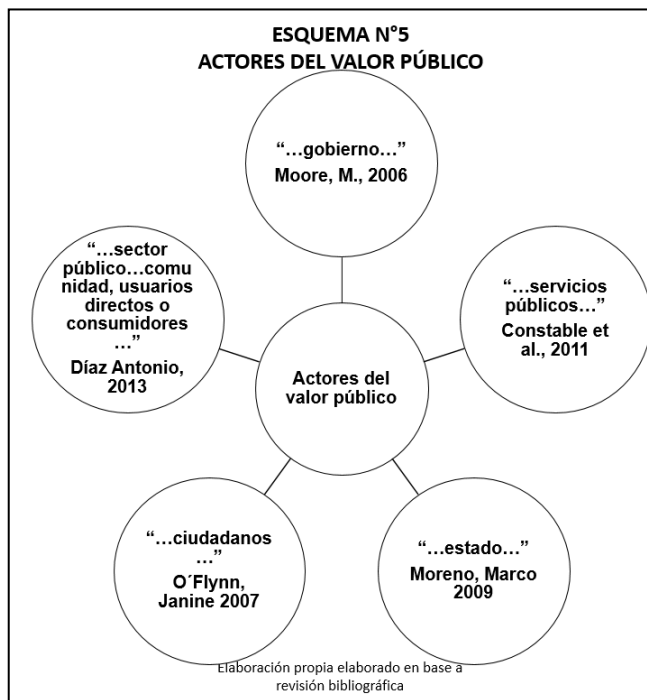 ESQUEMA N°5
ACTORES DEL VALOR PÚBLICO
“…gobierno…”
Moore, M., 2006
“…sector
público…comu
nidad, usuarios
directos o
consumidores
…”
Díaz Antonio,
2013
“…servicios
públicos…”
Constable et
al., 2011
Actores del
valor público
“…ciudadanos
…”
O´Flynn,
Janine 2007
“…estado…”
Moreno, Marco
2009
Elaboración propia elaborado en base a
revisión bibliográfica